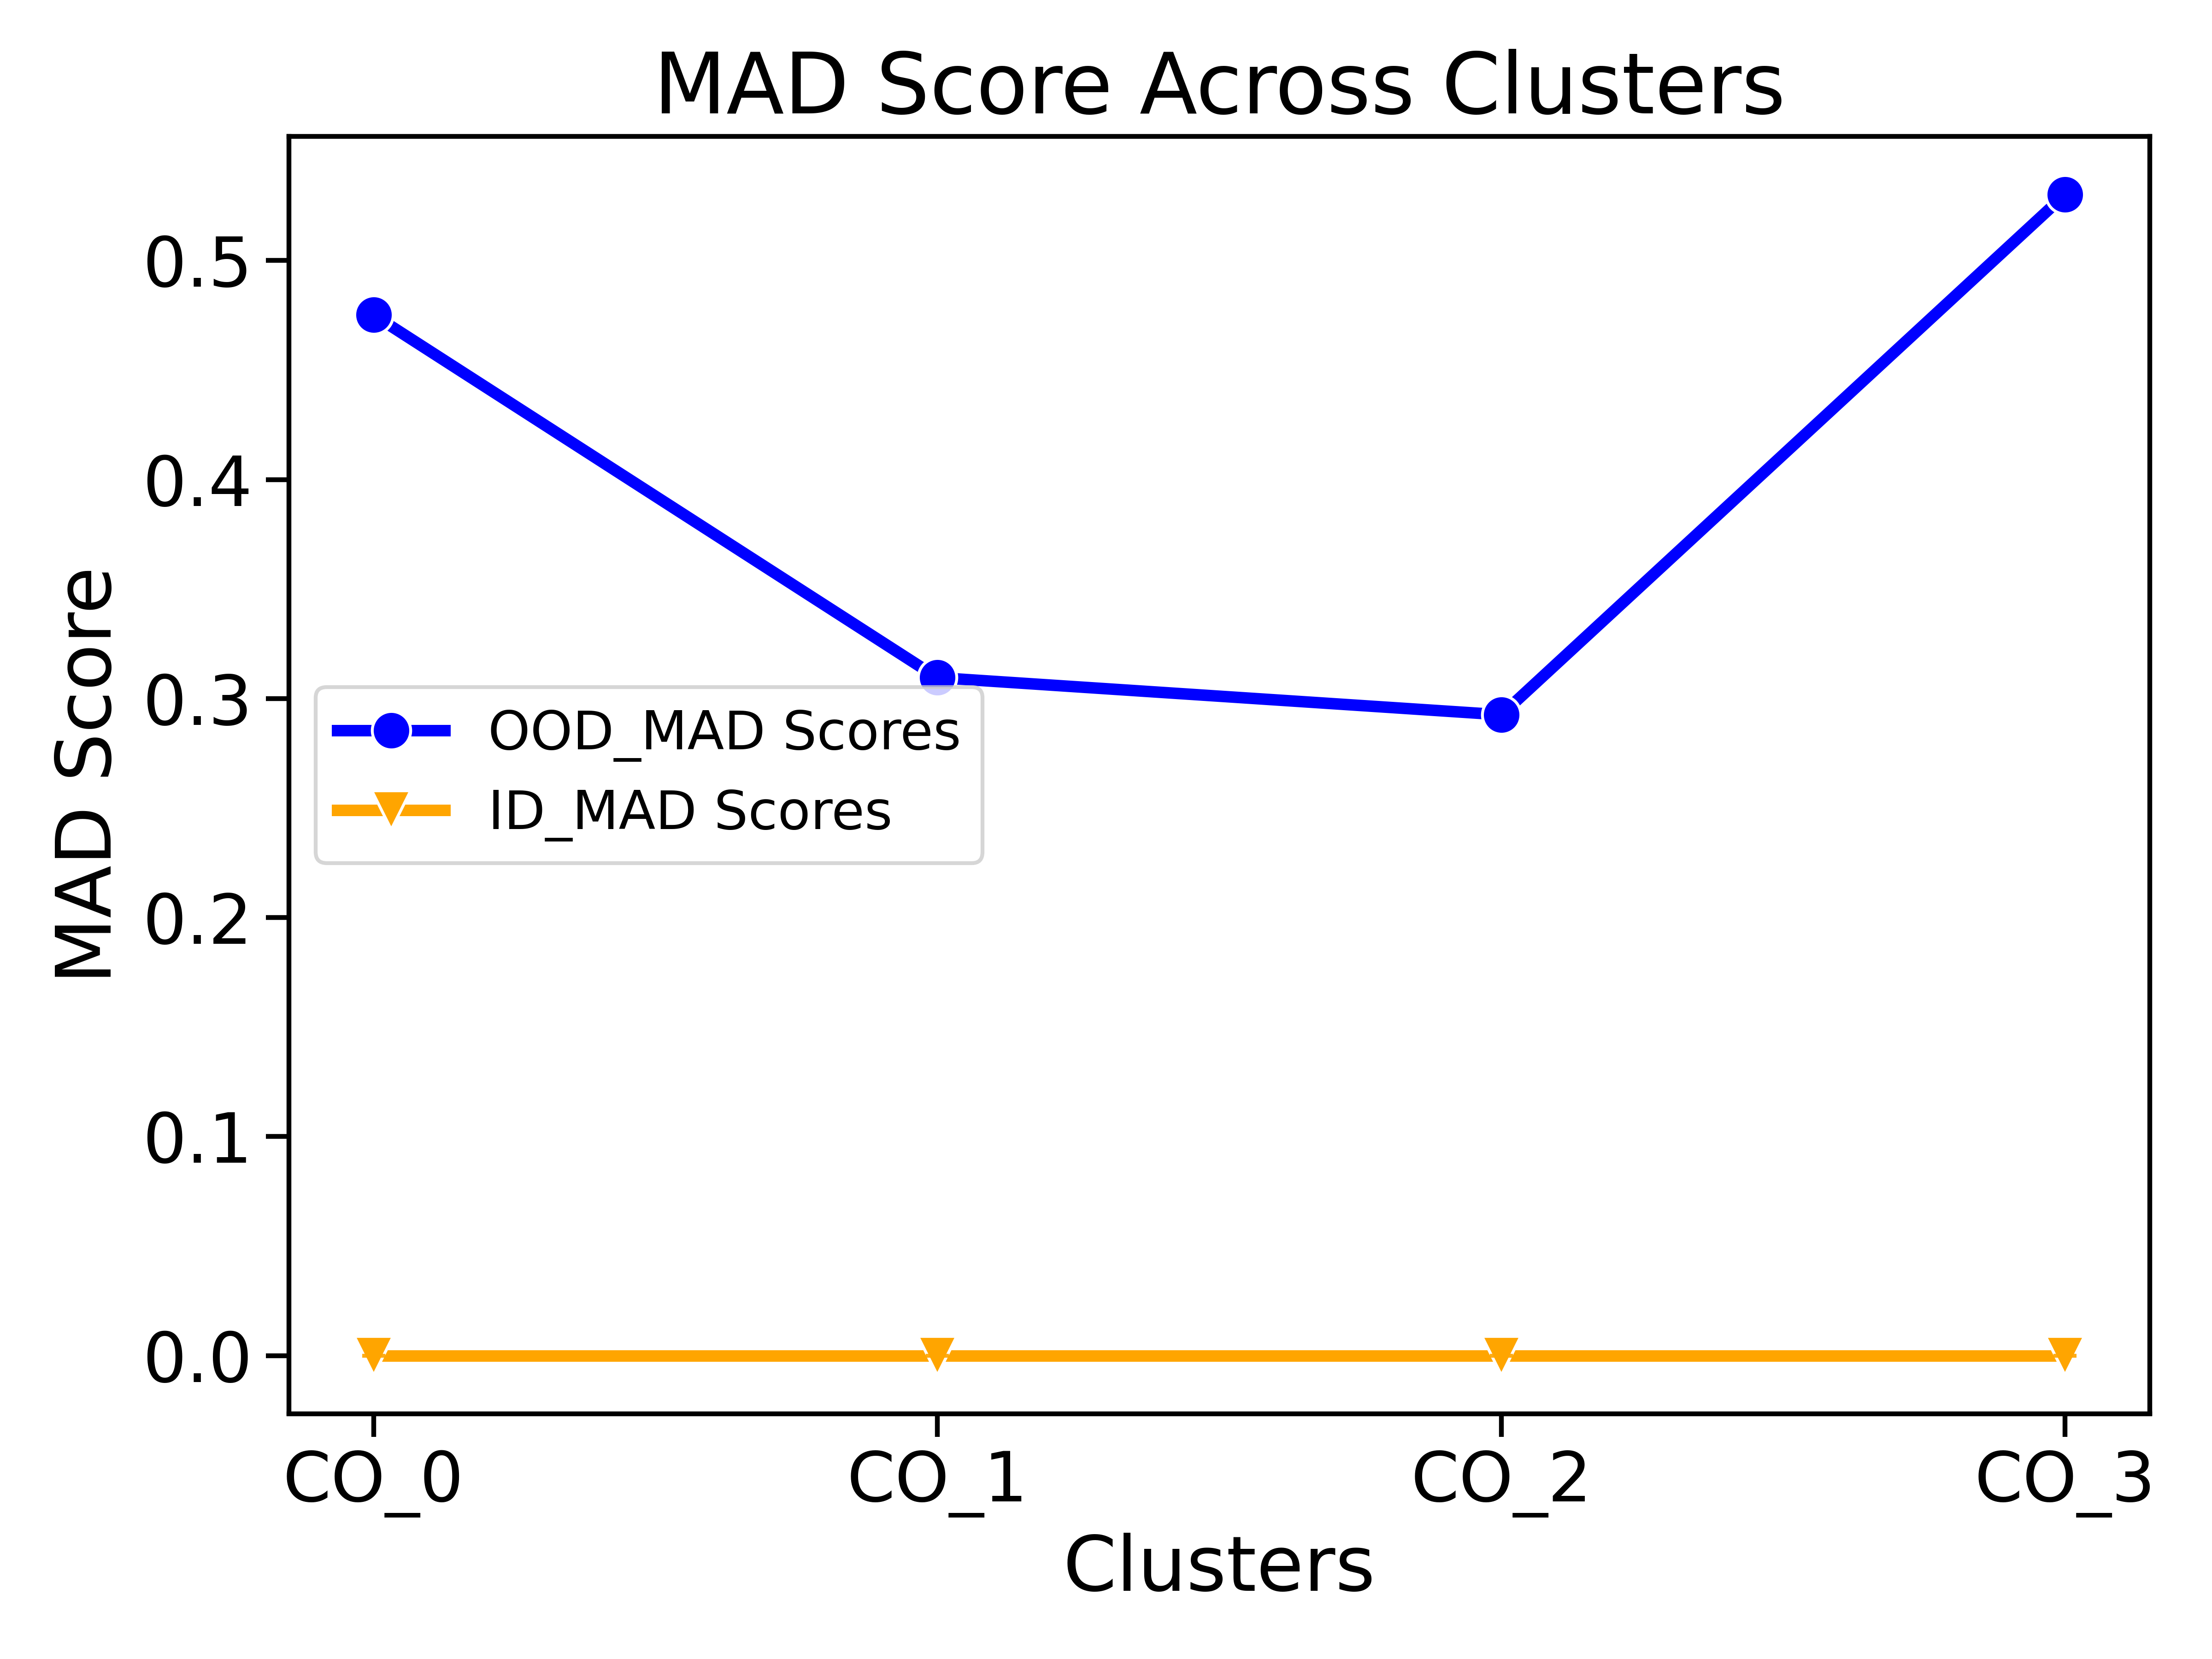 MAD Score Across Clusters
MAD Score
0.5
0.4
0.3
0.2
0.1
0.0
OOD_MAD Scores
ID_MAD Scores
CO_0 CO_1 CO_2 CO_3
Clusters